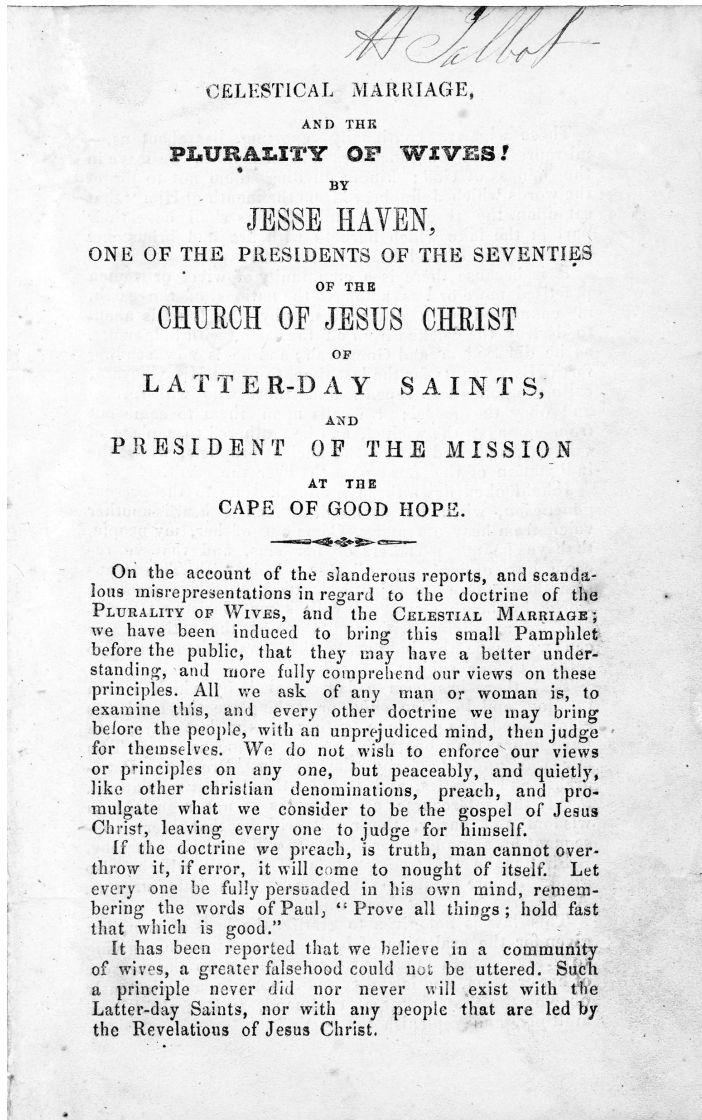 H Talbot
CELESTICAL MARRIAGE,
AND THE
PLURALITY OF WIVES!
BY
JESSE HAVEN,
ONE OF THE PRESIDENTS OF THE SEVENTIES
OF THE
CHURCH OF JESUS CHRIST
OF
LATTER-DAY SAINTS,
AND
PRESIDENT OF THE MISSION
AT THE
CAPE OF GOOD HOPE.
On the account of the slanderous reports, and scanda-
lous misrepresentations in regard to the doctrine of the
PLURALITY OF WIVES, and the CELESTIAL MARRIAGE;
we have been induced to bring this small Pamphlet
before the public, that they may have a better under-
standing, and more fully comprehend our views on these
principles. All we ask of any man or woman is, to
examine this, and every other doctrine we may bring
before the people, with an unprejudiced mind, then judge
for themselves. We do not wish to enforce our views
or principles on any one, but peaceably, and quietly,
like other christian denominations, preach, and pro-
mulgate what we consider to be the gospel of Jesus
Christ, leaving every one to judge for himself.
If the doctrine we preach, is truth, man cannot over-
throw it, if error, it will come to nought of itself. Let
every one be fully persuaded in his own mind, remem-
bering the words of Paul, “Prove all things; hold fast
that which is good.”
It has been reported that we believe in a community
of wives, a greater falsehood could not be uttered. Such
a principle never did nor never will exist with the
Latter-day Saints, nor with any people that are led by
the Revelations of Jesus Christ.